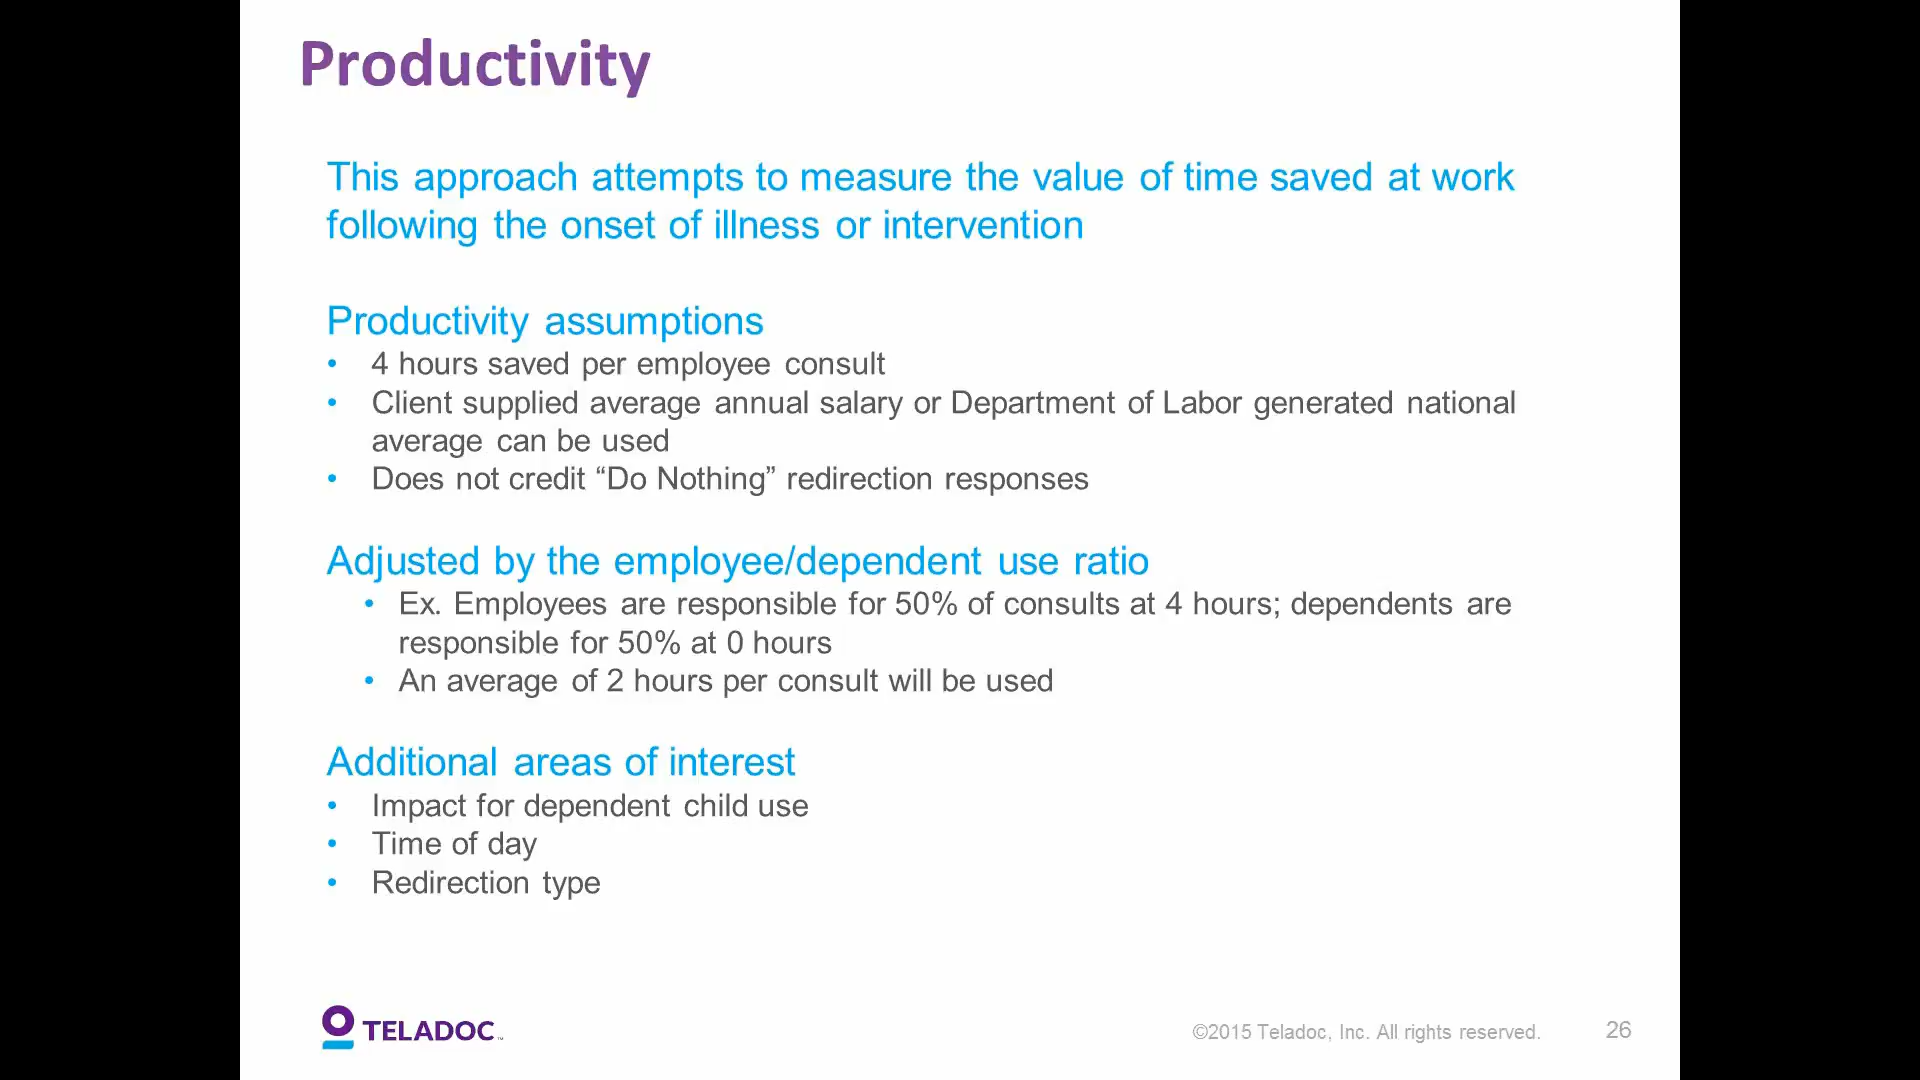 Productivity
This approach attempts to measure the value of time saved at work
following the onset of illness or intervention
Productivity assumptions
• 4 hours saved per employee consult
• Client supplied average annual salary or Department of Labor generated national
average can be used
• Does not credit “Do Nothing” redirection responses
Adjusted by the employee/dependent use ratio
• Ex. Employees are responsible for 50% of consults at 4 hours; dependents are
responsible for 50% at 0 hours
• An average of 2 hours per consult will be used
Additional areas of interest
• Impact for dependent child use
• Time of day
• Redirection type
TELADOC™
©2015 Teladoc, Inc. All rights reserved. 26